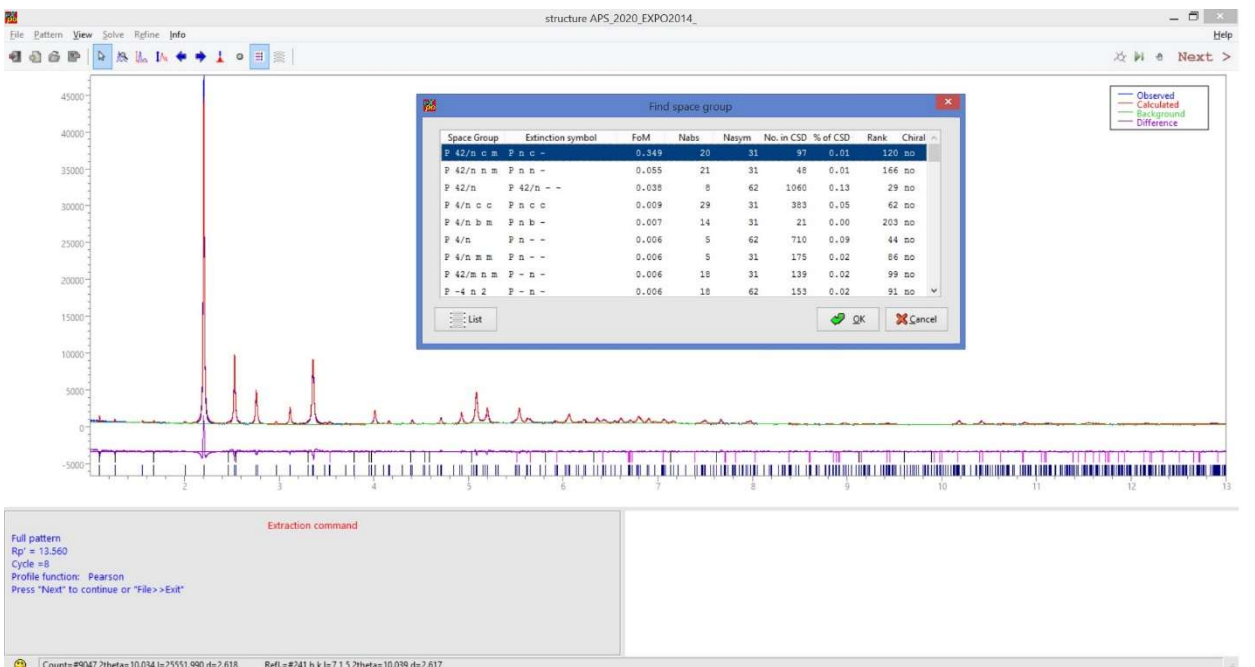 structure APS_2020_EXPO2014_
File Pattern View Solve Refine Info Help
Next >
45000
40000
35000
30000
25000
20000
15000
10000
5000
0
-5000
Observed
Calculated
Background
Difference
Find space group
Space Group Extinction symbol FoM Nabs Nasym No. in CSD % of CSD Rank Chiral
P 42/n c m P n c - 0.349 20 31 97 0.01 120 no
P 42/n n m P n n - 0.055 21 31 48 0.01 166 no
P 42/n P 42/n - - 0.038 8 62 1060 0.13 29 no
P 4/n c c P n c c 0.009 29 31 383 0.05 62 no
P 4/n b m P n b - 0.007 14 31 21 0.00 203 no
P 4/n P n - - 0.006 5 62 710 0.09 44 no
P 4/n m m P n - - 0.006 5 31 175 0.02 86 no
P 42/m n m P - n - 0.006 18 31 139 0.02 99 no
P -4 n 2 P - n - 0.006 18 62 153 0.02 91 no
List OK Cancel
2 3 4 5 6 7 8 9 10 11 12 13
Extraction command
Full pattern
Rp' = 13.560
Cycle =8
Profile function: Pearson
Press "Next" to continue or "File>>Exit"
Count=#9047 2theta=10.034 I=25551.990 d=2.618 Refl.=#241 h k l=7 1 5 2theta=10.039 d=2.617